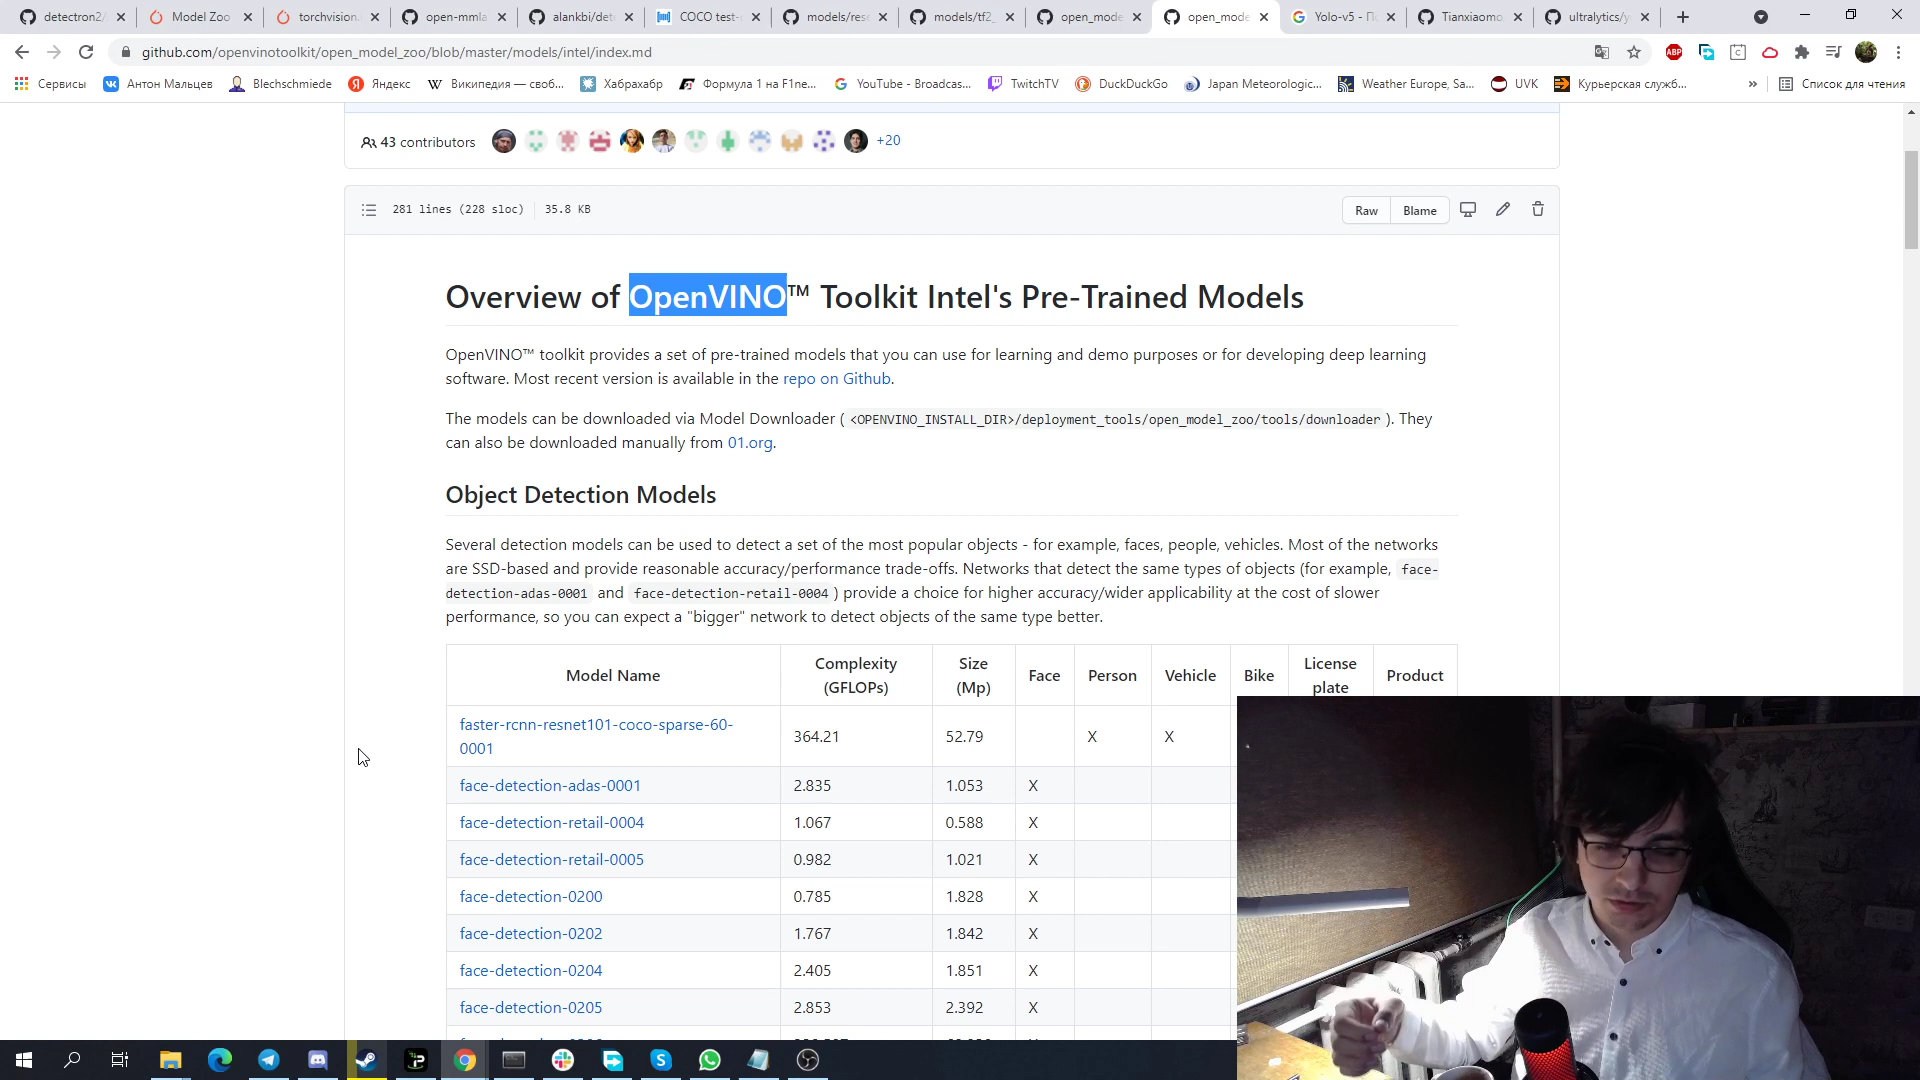 detectron2/
Model Zoo
torchvision.
open-mmla
alankbi/det
COCO test-
models/rese
models/tf2_
open_mode
open_mode
Yolo-v5 - По
Tianxiaomo
ultralytics/y
github.com/openvinotoolkit/open_model_zoo/blob/master/models/intel/index.md
Сервисы
Антон Мальцев
Blechschmiede
Яндекс
Википедия — своб...
Хабрахабр
Формула 1 на F1ne...
YouTube - Broadcas...
TwitchTV
DuckDuckGo
Japan Meteorologic...
Weather Europe, Sa...
UVK
Курьерская служб...
»
Список для чтения
43 contributors
+20
281 lines (228 sloc)
35.8 KB
Raw
Blame
Overview of OpenVINO™ Toolkit Intel's Pre-Trained Models
OpenVINO™ toolkit provides a set of pre-trained models that you can use for learning and demo purposes or for developing deep learning
software. Most recent version is available in the repo on Github.
The models can be downloaded via Model Downloader ( <OPENVINO_INSTALL_DIR>/deployment_tools/open_model_zoo/tools/downloader ). They
can also be downloaded manually from 01.org.
Object Detection Models
Several detection models can be used to detect a set of the most popular objects - for example, faces, people, vehicles. Most of the networks
are SSD-based and provide reasonable accuracy/performance trade-offs. Networks that detect the same types of objects (for example, face-
detection-adas-0001 and face-detection-retail-0004 ) provide a choice for higher accuracy/wider applicability at the cost of slower
performance, so you can expect a "bigger" network to detect objects of the same type better.
Model Name
Complexity (GFLOPs)
Size (Mp)
Face
Person
Vehicle
Bike
License plate
Product
faster-rcnn-resnet101-coco-sparse-60-
0001
364.21
52.79
X
X
face-detection-adas-0001
2.835
1.053
X
face-detection-retail-0004
1.067
0.588
X
face-detection-retail-0005
0.982
1.021
X
face-detection-0200
0.785
1.828
X
face-detection-0202
1.767
1.842
X
face-detection-0204
2.405
1.851
X
face-detection-0205
2.853
2.392
X